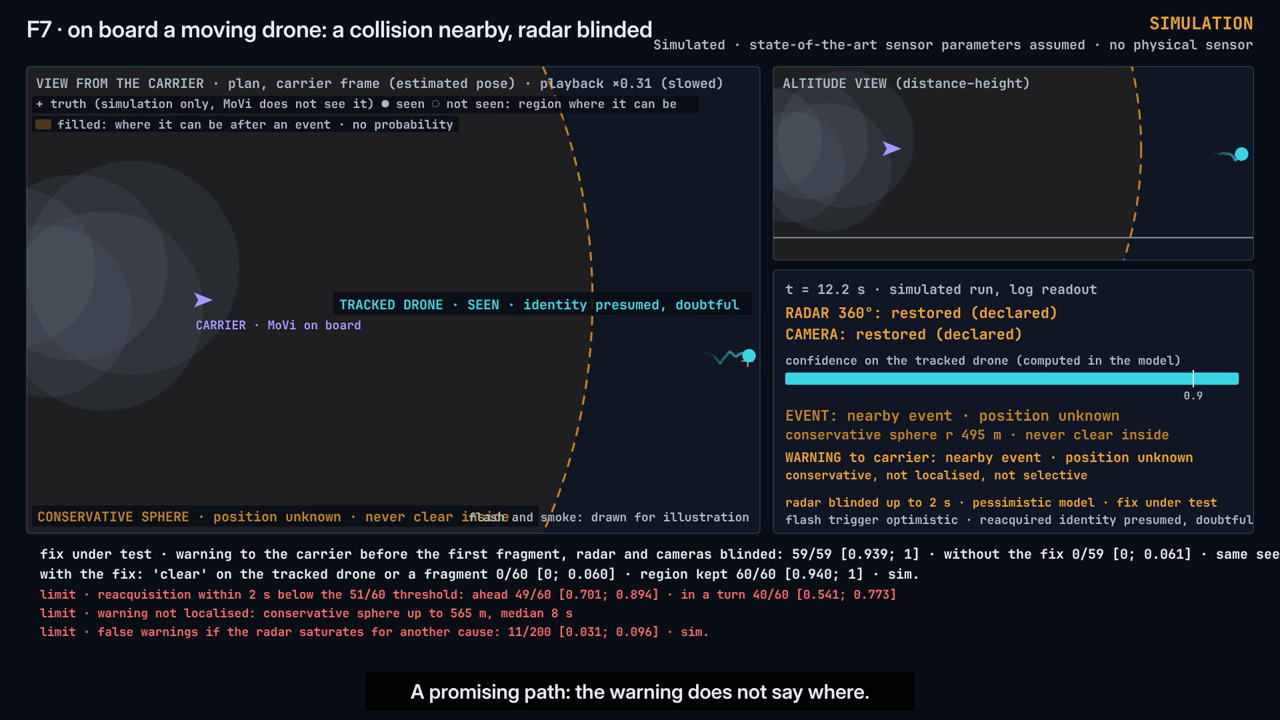 F7 · on board a moving drone: a collision nearby, radar blinded
SIMULATION
Simulated · state-of-the-art sensor parameters assumed · no physical sensor
VIEW FROM THE CARRIER · plan, carrier frame (estimated pose) · playback ×0.31 (slowed)
+ truth (simulation only, MoVi does not see it) ● seen ◌ not seen: region where it can be
filled: where it can be after an event · no probability
TRACKED DRONE · SEEN · identity presumed, doubtful
CARRIER · MoVi on board
CONSERVATIVE SPHERE · position unknown · never clear inside
flash and smoke: drawn for illustration
ALTITUDE VIEW (distance-height)
t = 12.2 s · simulated run, log readout
RADAR 360°: restored (declared)
CAMERA: restored (declared)
confidence on the tracked drone (computed in the model)
0.9
EVENT: nearby event · position unknown
conservative sphere r 495 m · never clear inside
WARNING to carrier: nearby event · position unknown
conservative, not localised, not selective
radar blinded up to 2 s · pessimistic model · fix under test
flash trigger optimistic · reacquired identity presumed, doubtful
fix under test · warning to the carrier before the first fragment, radar and cameras blinded: 59/59 [0.939; 1] · without the fix 0/59 [0; 0.061] · same see
with the fix: 'clear' on the tracked drone or a fragment 0/60 [0; 0.060] · region kept 60/60 [0.940; 1] · sim.
limit · reacquisition within 2 s below the 51/60 threshold: ahead 49/60 [0.701; 0.894] · in a turn 40/60 [0.541; 0.773]
limit · warning not localised: conservative sphere up to 565 m, median 8 s
limit · false warnings if the radar saturates for another cause: 11/200 [0.031; 0.096] · sim.
A promising path: the warning does not say where.